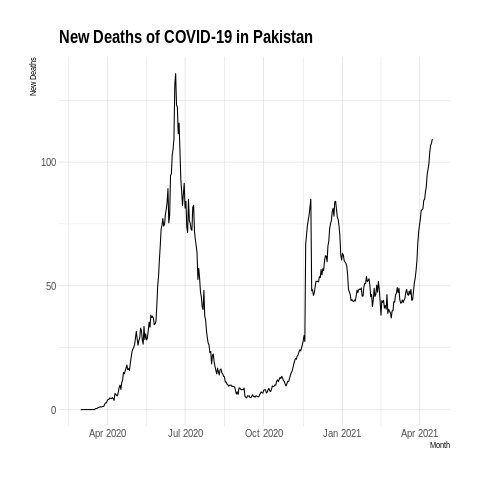 New Deaths of COVID-19 in Pakistan
New Deaths
100
50
0
Apr 2020 Jul 2020 Oct 2020 Jan 2021 Apr 2021
Month